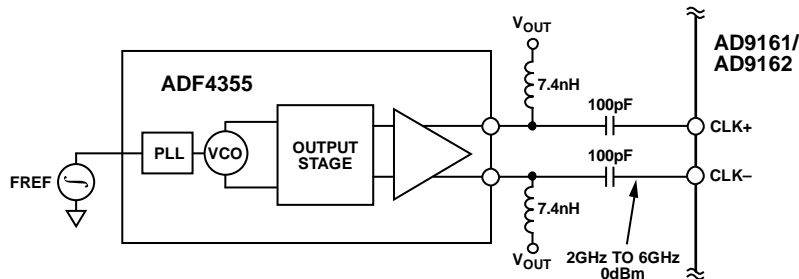 VOUT
AD9161/
AD9162
ADF4355
7.4nH
100pF
CLK+
PLL
VCO
OUTPUT
STAGE
100pF
FREF
CLK–
7.4nH
VOUT
2GHz TO 6GHz
0dBm